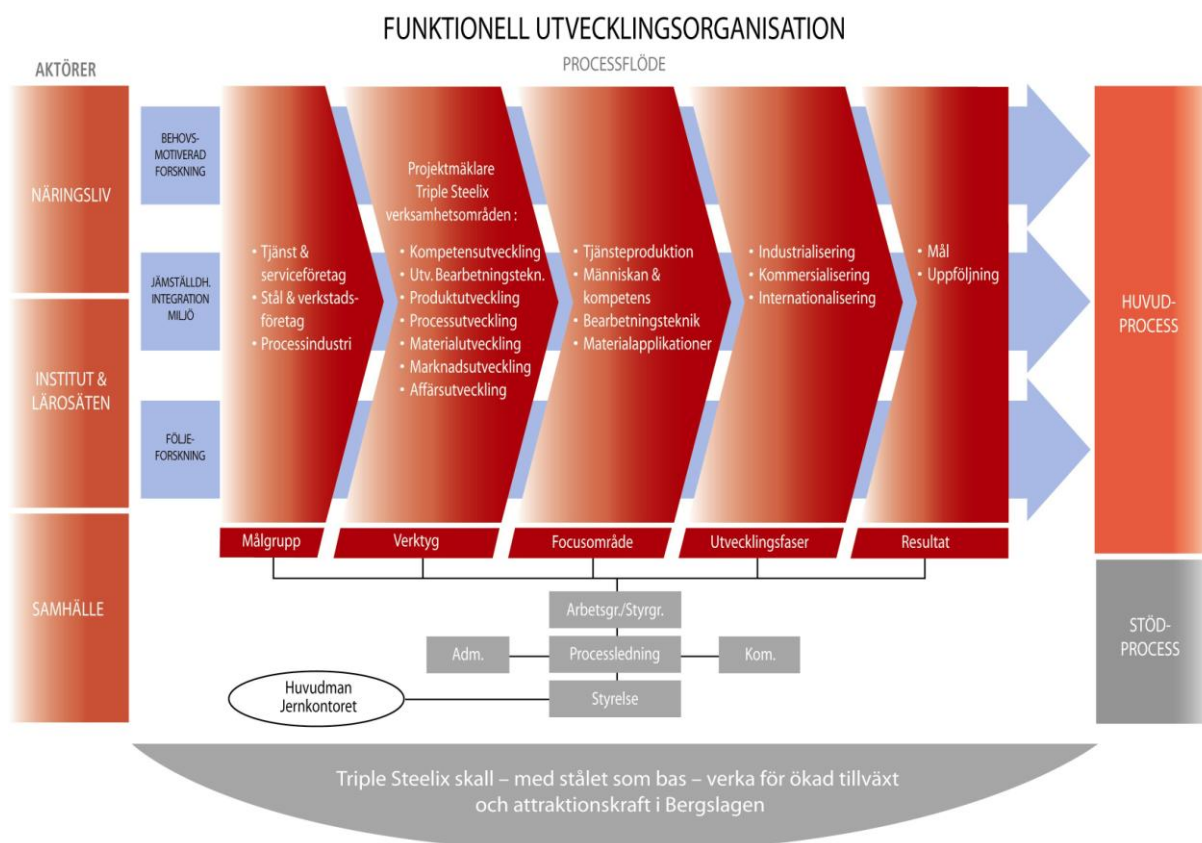 FUNKTIONELL UTVECKLINGSORGANISATION
PROCESSFLÖDE
AKTÖRER
NÄRINGSLIV
INSTITUT &
LÄROSÄTEN
SAMHÄLLE
BEHOVS-
MOTIVERAD
FORSKNING
JÄMSTÄLLDH.
INTEGRATION
MILJÖ
FÖLJE-
FORSKNING
• Tjänst &
serviceföretag
• Stål & verkstads-
företag
• Processindustri
Projektmäklare
Triple Steelix
verksamhetsområden :
• Kompetensutveckling
• Utv. Bearbetningstekn.
• Produktutveckling
• Processutveckling
• Materialutveckling
• Marknadsutveckling
• Affärsutveckling
• Tjänsteproduktion
• Människan &
kompetens
• Bearbetningsteknik
• Materialapplikationer
• Industrialisering
• Kommersialisering
• Internationalisering
• Mål
• Uppföljning
HUVUD-
PROCESS
STÖD-
PROCESS
Målgrupp
Verktyg
Focusområde
Utvecklingsfaser
Resultat
Arbetsgr./Styrgr.
Adm.
Processledning
Kom.
Huvudman
Jernkontoret
Styrelse
Triple Steelix skall – med stålet som bas – verka för ökad tillväxt
och attraktionskraft i Bergslagen